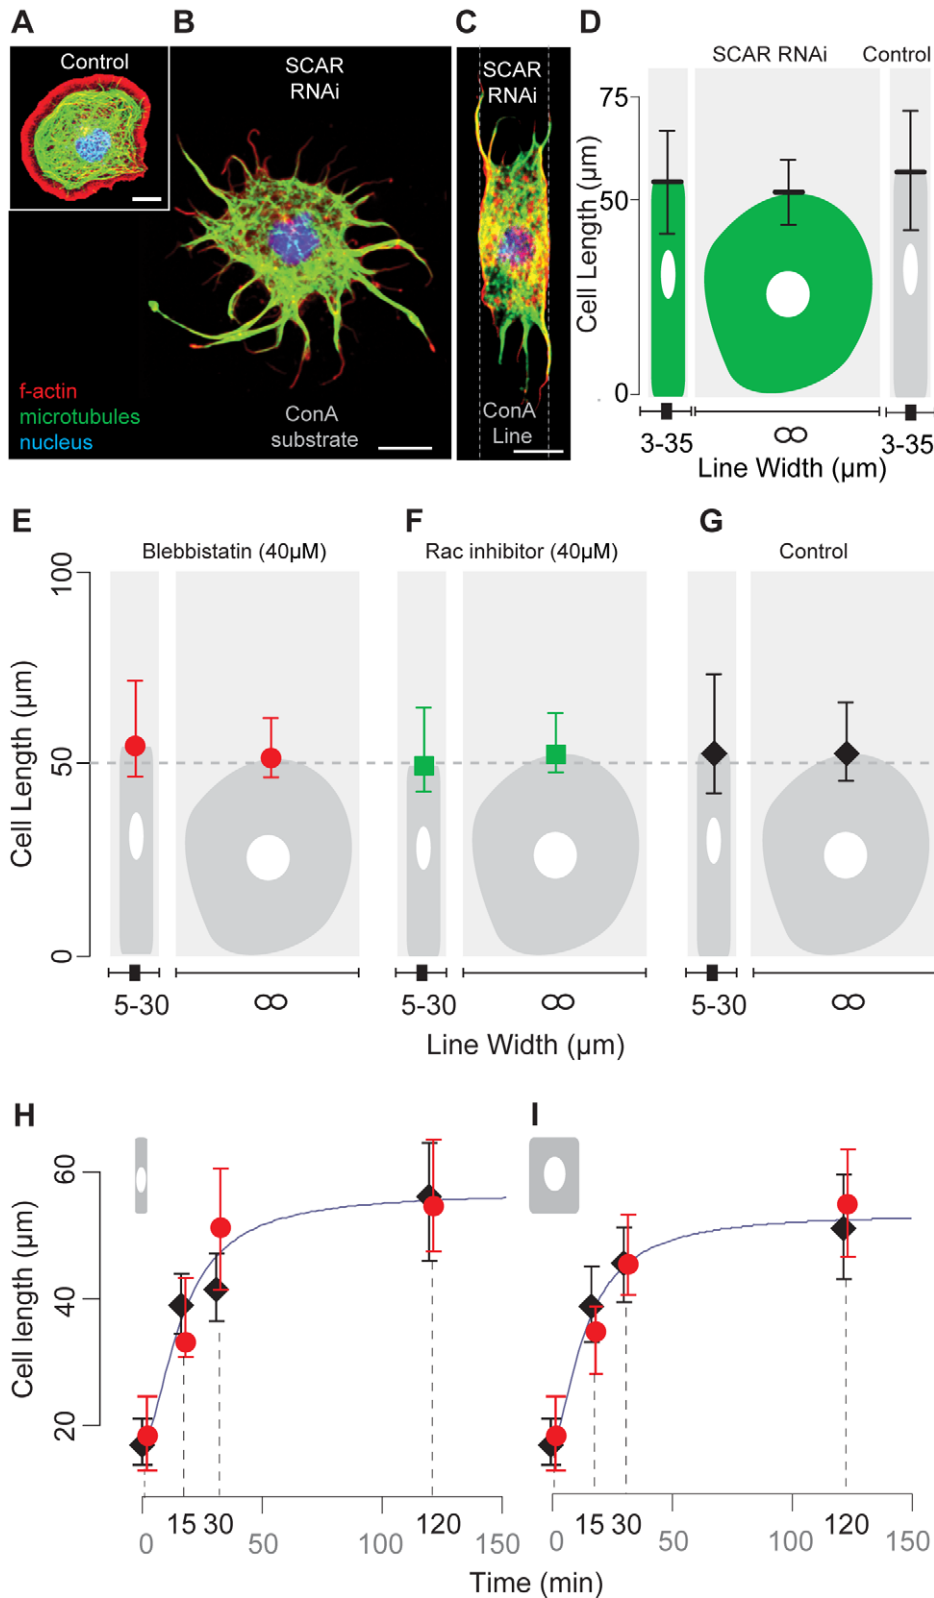 A
B
C
D
Control
SCAR
RNAi
SCAR
RNAi
SCAR RNAi
Control
f-actin
microtubules
nucleus
ConA
substrate
ConA
Line
Cell Length (µm)
75
50
0
3-35
∞
3-35
Line Width (µm)
E
F
G
Blebbistatin (40µM)
Rac inhibitor (40µM)
Control
Cell Length (µm)
100
50
0
5-30
∞
5-30
∞
5-30
∞
Line Width (µm)
H
I
Cell length (µm)
60
40
20
15 30
120
15 30
120
0
50
100
150
0
50
100
150
Time (min)